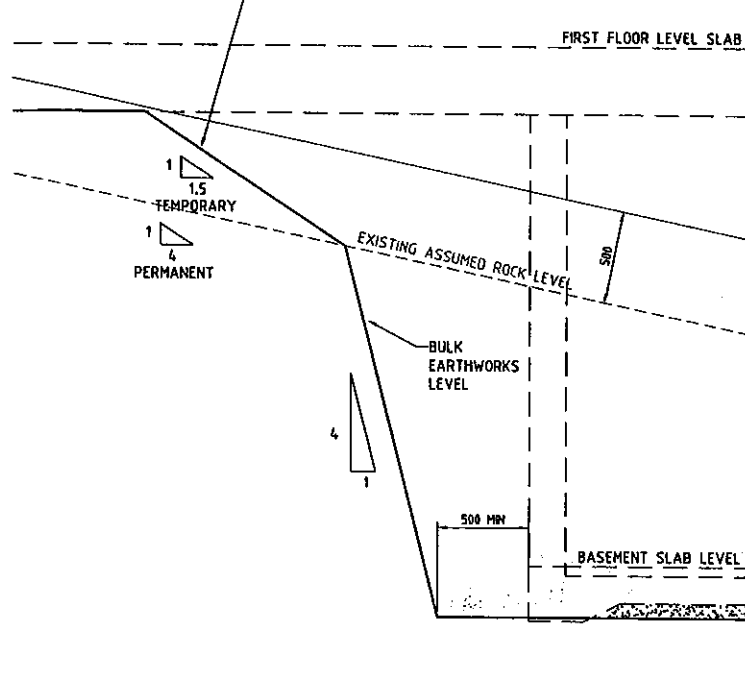 FIRST FLOOR LEVEL SLAB
1
1.5
TEMPORARY
1
4
PERMANENT
EXISTING ASSUMED ROCK LEVEL
500
BULK
EARTHWORKS
LEVEL
4
1
500 MIN
BASEMENT SLAB LEVEL